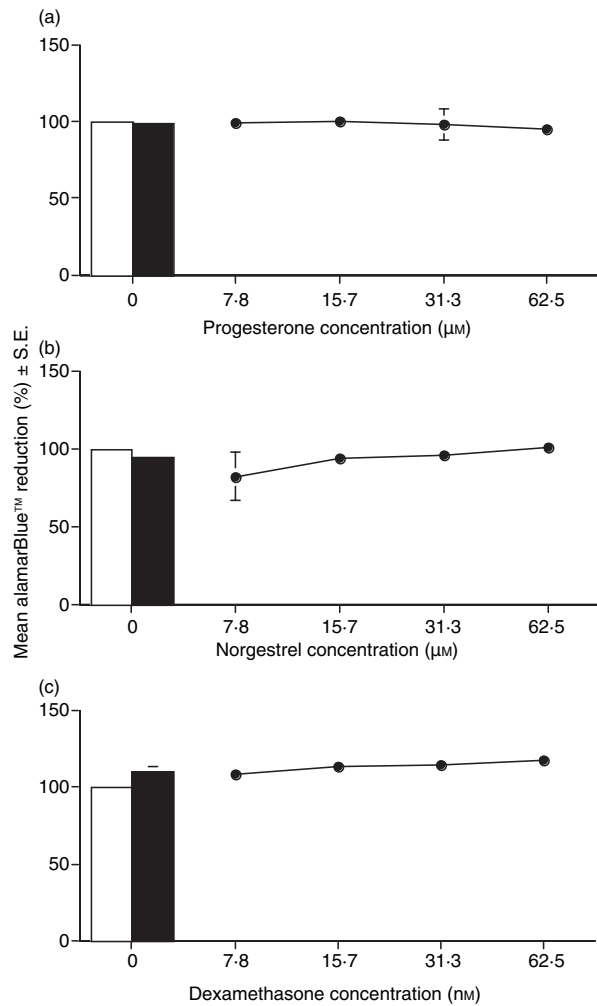 (a)
150
100
50
0
0 7·8 15·7 31·3 62·5
Progesterone concentration (µM)
(b)
150
100
50
0
0 7·8 15·7 31·3 62·5
Norgestrel concentration (µM)
(c)
150
100
50
0
0 7·8 15·7 31·3 62·5
Dexamethasone concentration (nM)
Mean alamarBlue™ reduction (%) ± S.E.